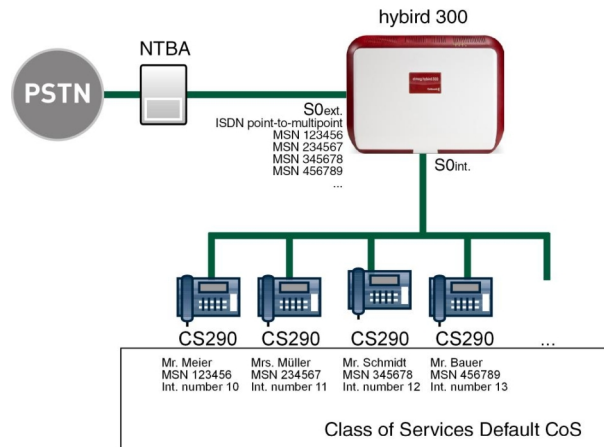 hybird 300
NTBA
PSTN
S0ext.
ISDN point-to-multipoint
MSN 123456
MSN 234567
MSN 345678
MSN 456789
...
S0int.
CS290 CS290 CS290 CS290 ...
Mr. Meier
MSN 123456
Int. number 10
Mrs. Müller
MSN 234567
Int. number 11
Mr. Schmidt
MSN 345678
Int. number 12
Mr. Bauer
MSN 456789
Int. number 13
Class of Services Default CoS